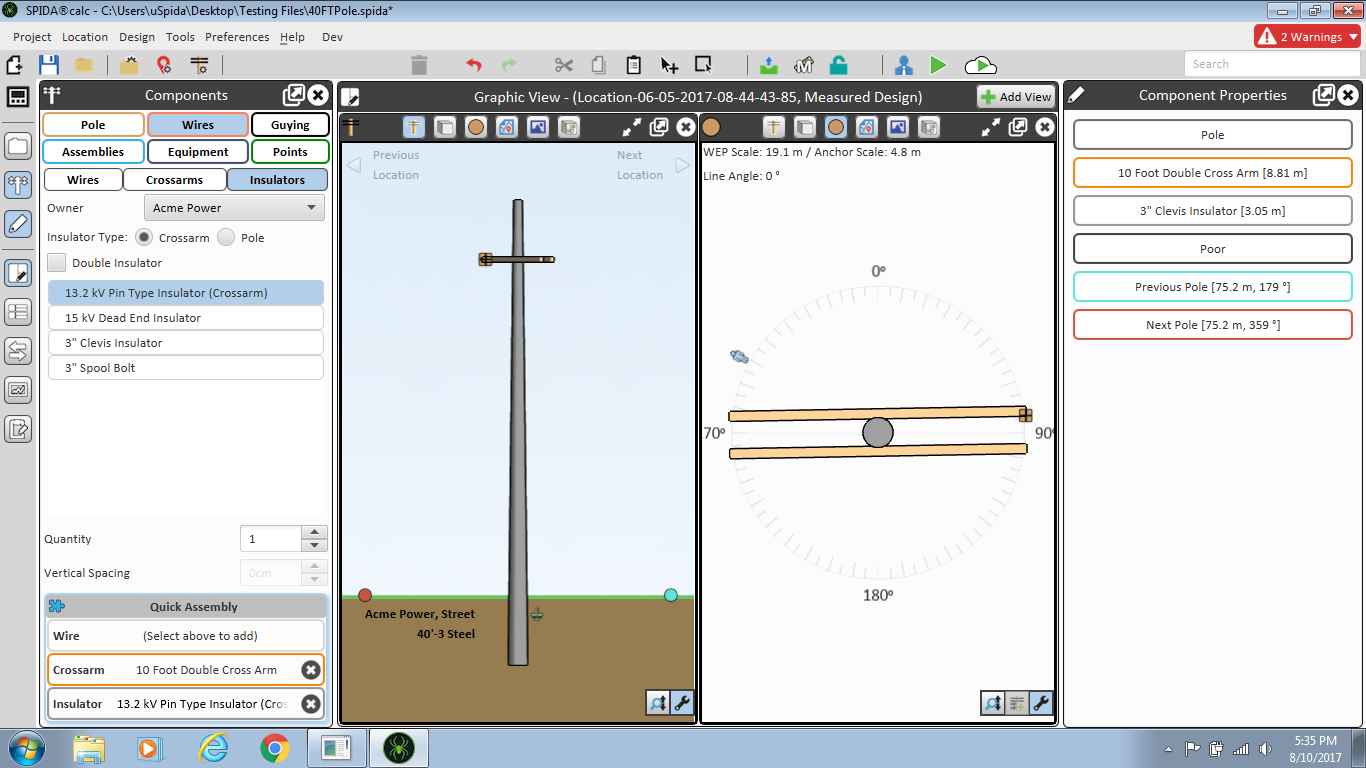 SPIDA®calc - C:\Users\uSpida\Desktop\Testing Files\40FTPole.spida*
Project Location Design Tools Preferences Help Dev
2 Warnings
Search
Components
Pole Wires Guying
Assemblies Equipment Points
Wires Crossarms Insulators
Owner Acme Power
Insulator Type: Crossarm Pole
Double Insulator
13.2 kV Pin Type Insulator (Crossarm)
15 kV Dead End Insulator
3" Clevis Insulator
3" Spool Bolt
Quantity 1
Vertical Spacing 0cm
Quick Assembly
Wire (Select above to add)
Crossarm 10 Foot Double Cross Arm
Insulator 13.2 kV Pin Type Insulator (Cros
Graphic View - (Location-06-05-2017-08-44-43-85, Measured Design)
Add View
Previous
Location
Next
Location
Acme Power, Street
40'-3 Steel
WEP Scale: 19.1 m / Anchor Scale: 4.8 m
Line Angle: 0 °
0°
70° 90°
180°
Component Properties
Pole
10 Foot Double Cross Arm [8.81 m]
3" Clevis Insulator [3.05 m]
Poor
Previous Pole [75.2 m, 179 °]
Next Pole [75.2 m, 359 °]
5:35 PM
8/10/2017